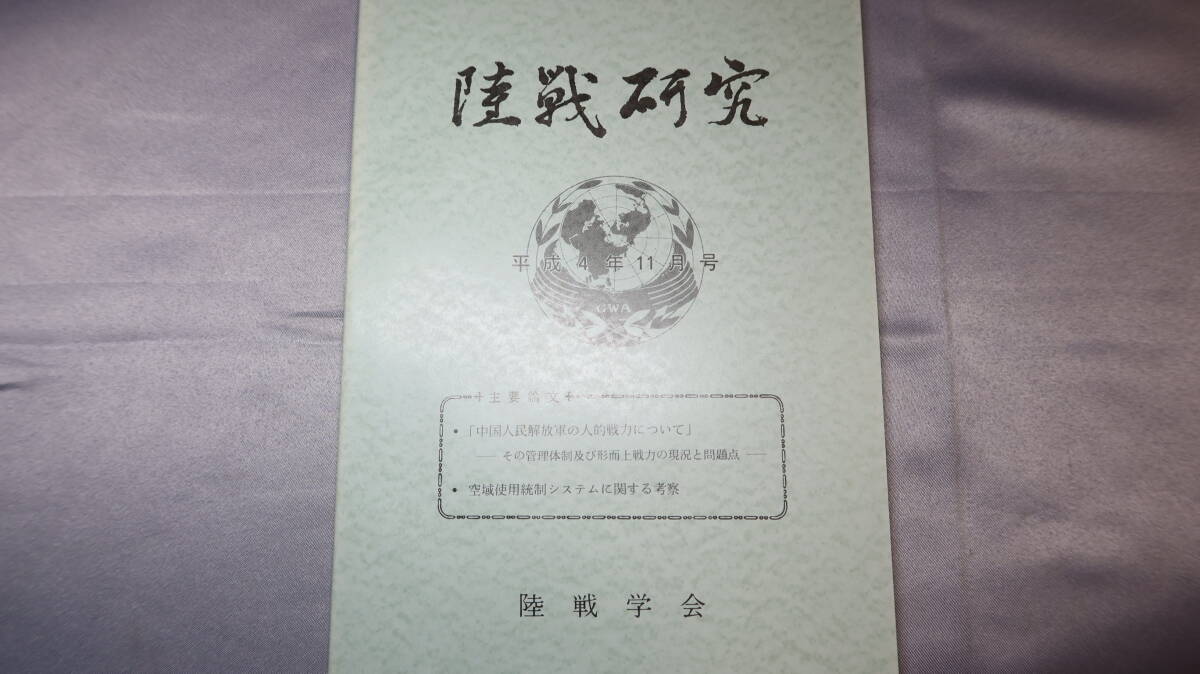 陸戦研究
平成4年11月号
GWA
主要論文
・「中国人民解放軍の人的戦力について」
── その管理体制及び形而上戦力の現況と問題点 ──
・空域使用統制システムに関する考察
陸戦学会